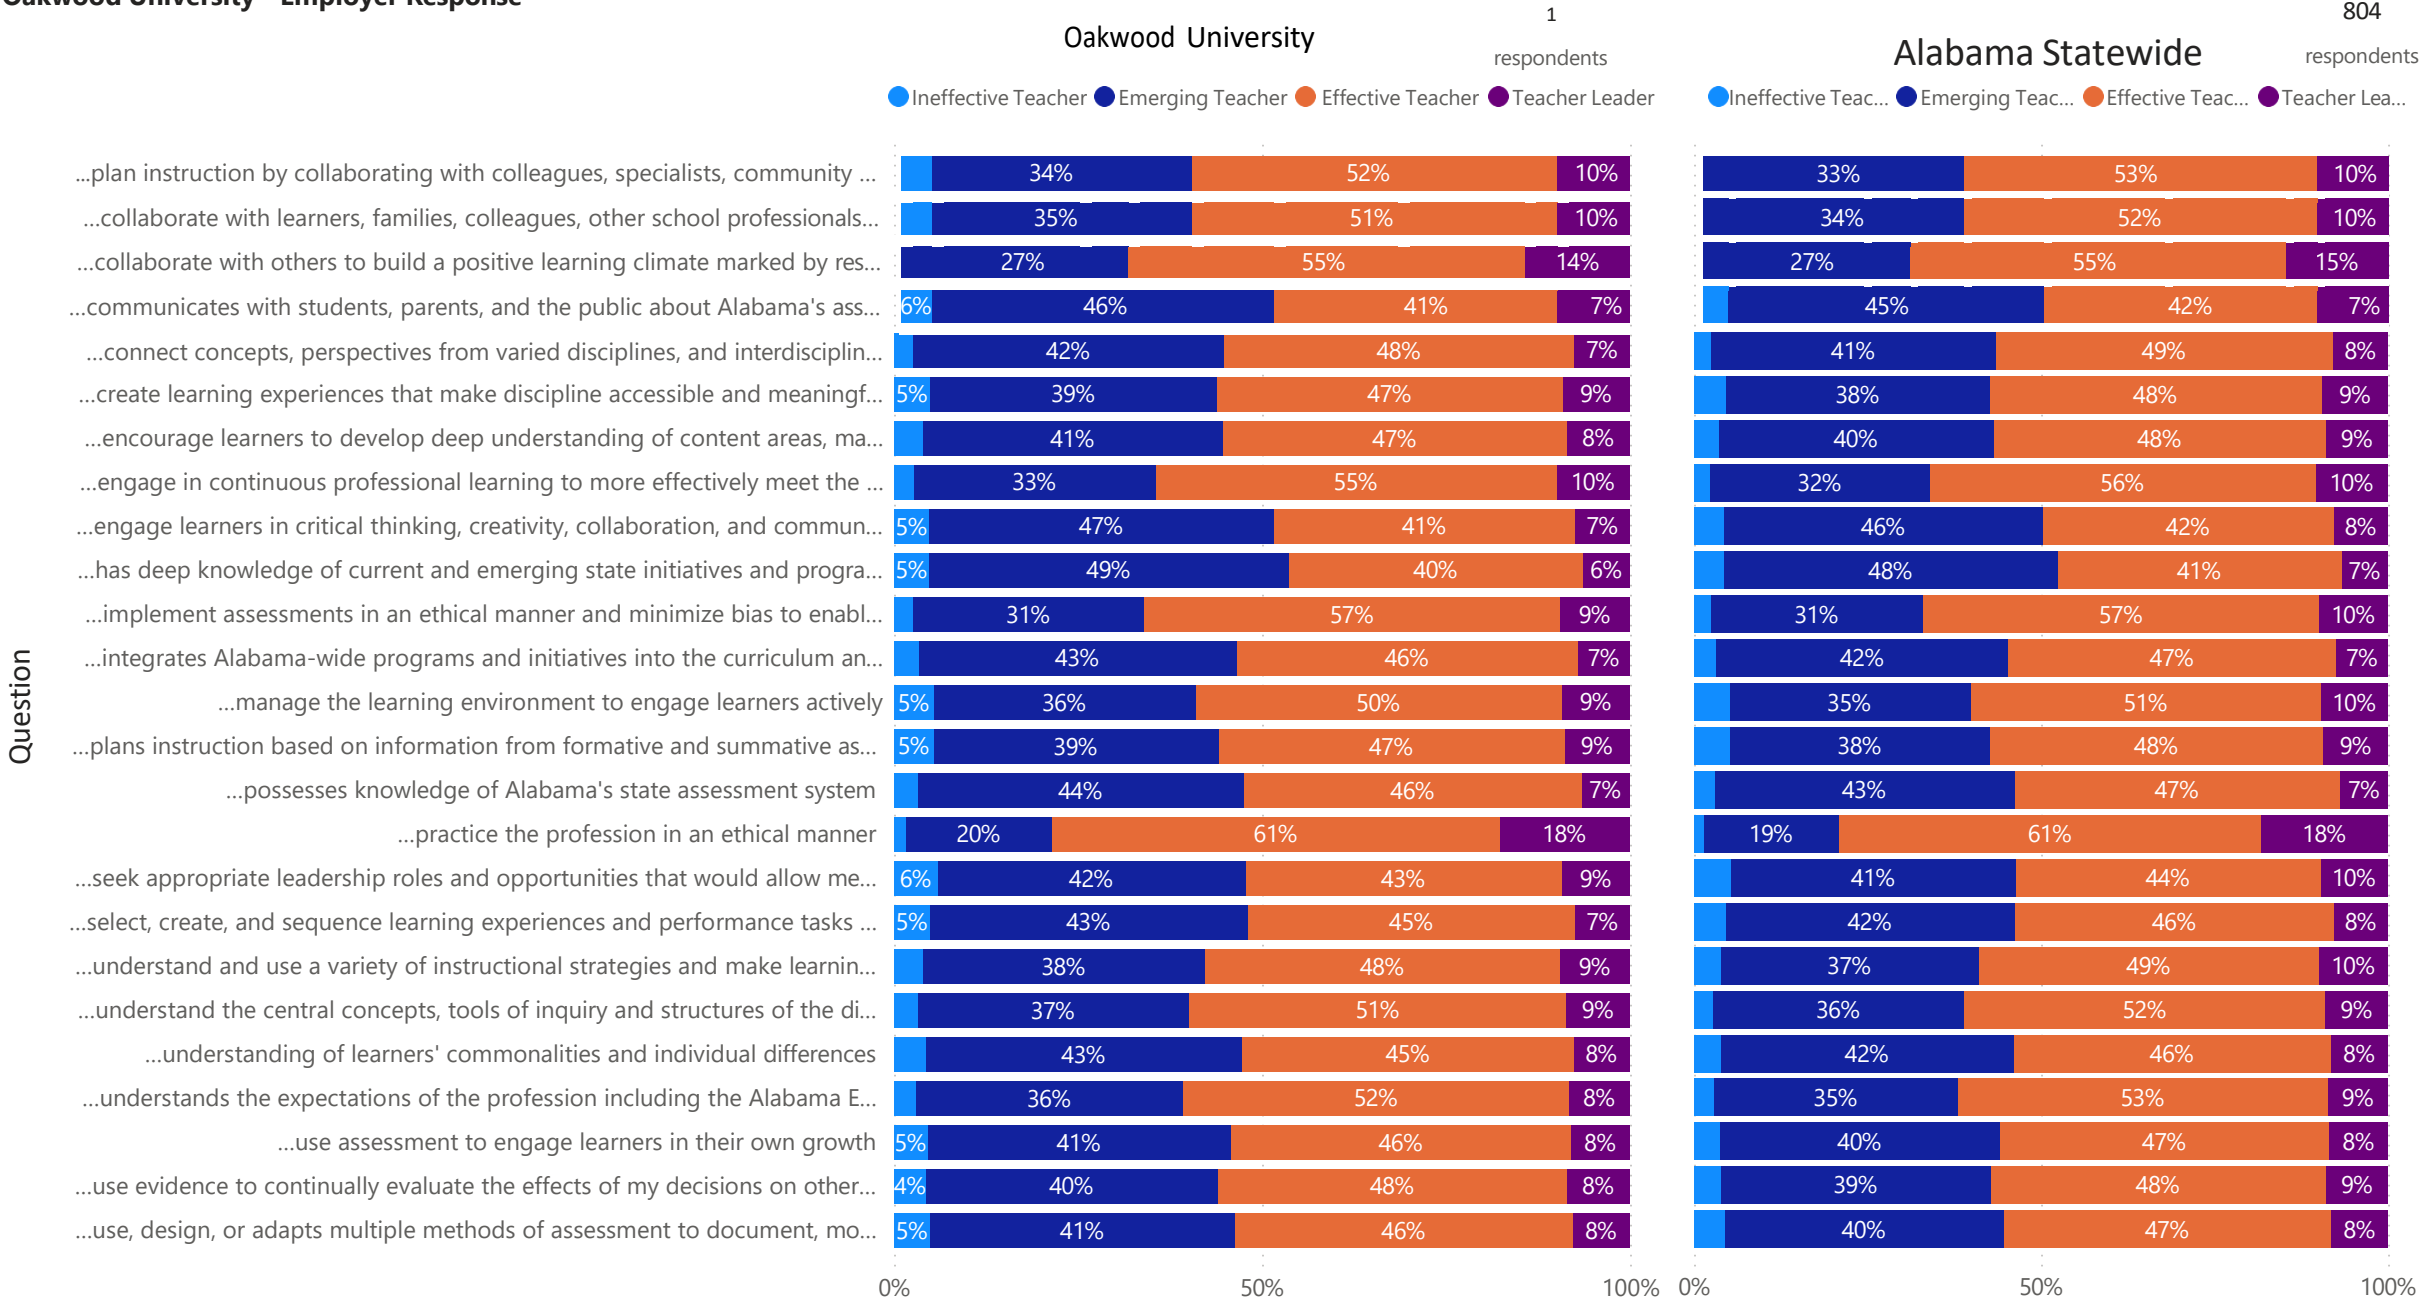 Oakwood University - Employer Response
Oakwood University
1
respondents
Alabama Statewide
804
respondents
Ineffective Teacher Emerging Teacher Effective Teacher Teacher Leader
Ineffective Teac... Emerging Teac... Effective Teac... Teacher Lea...
Question
...plan instruction by collaborating with colleagues, specialists, community ... 34% 52% 10% 33% 53% 10%
...collaborate with learners, families, colleagues, other school professionals... 35% 51% 10% 34% 52% 10%
...collaborate with others to build a positive learning climate marked by res... 27% 55% 14% 27% 55% 15%
...communicates with students, parents, and the public about Alabama's ass... 6% 46% 41% 7% 45% 42% 7%
...connect concepts, perspectives from varied disciplines, and interdisciplin... 42% 48% 7% 41% 49% 8%
...create learning experiences that make discipline accessible and meaningf... 5% 39% 47% 9% 38% 48% 9%
...encourage learners to develop deep understanding of content areas, ma... 41% 47% 8% 40% 48% 9%
...engage in continuous professional learning to more effectively meet the ... 33% 55% 10% 32% 56% 10%
...engage learners in critical thinking, creativity, collaboration, and commun... 5% 47% 41% 7% 46% 42% 8%
...has deep knowledge of current and emerging state initiatives and progra... 5% 49% 40% 6% 48% 41% 7%
...implement assessments in an ethical manner and minimize bias to enabl... 31% 57% 9% 31% 57% 10%
...integrates Alabama-wide programs and initiatives into the curriculum an... 43% 46% 7% 42% 47% 7%
...manage the learning environment to engage learners actively 5% 36% 50% 9% 35% 51% 10%
...plans instruction based on information from formative and summative as... 5% 39% 47% 9% 38% 48% 9%
...possesses knowledge of Alabama's state assessment system 44% 46% 7% 43% 47% 7%
...practice the profession in an ethical manner 20% 61% 18% 19% 61% 18%
...seek appropriate leadership roles and opportunities that would allow me... 6% 42% 43% 9% 41% 44% 10%
...select, create, and sequence learning experiences and performance tasks ... 5% 43% 45% 7% 42% 46% 8%
...understand and use a variety of instructional strategies and make learnin... 38% 48% 9% 37% 49% 10%
...understand the central concepts, tools of inquiry and structures of the di... 37% 51% 9% 36% 52% 9%
...understanding of learners' commonalities and individual differences 43% 45% 8% 42% 46% 8%
...understands the expectations of the profession including the Alabama E... 36% 52% 8% 35% 53% 9%
...use assessment to engage learners in their own growth 5% 41% 46% 8% 40% 47% 8%
...use evidence to continually evaluate the effects of my decisions on other... 4% 40% 48% 8% 39% 48% 9%
...use, design, or adapts multiple methods of assessment to document, mo... 5% 41% 46% 8% 40% 47% 8%
0% 50% 100% 0% 50% 100%